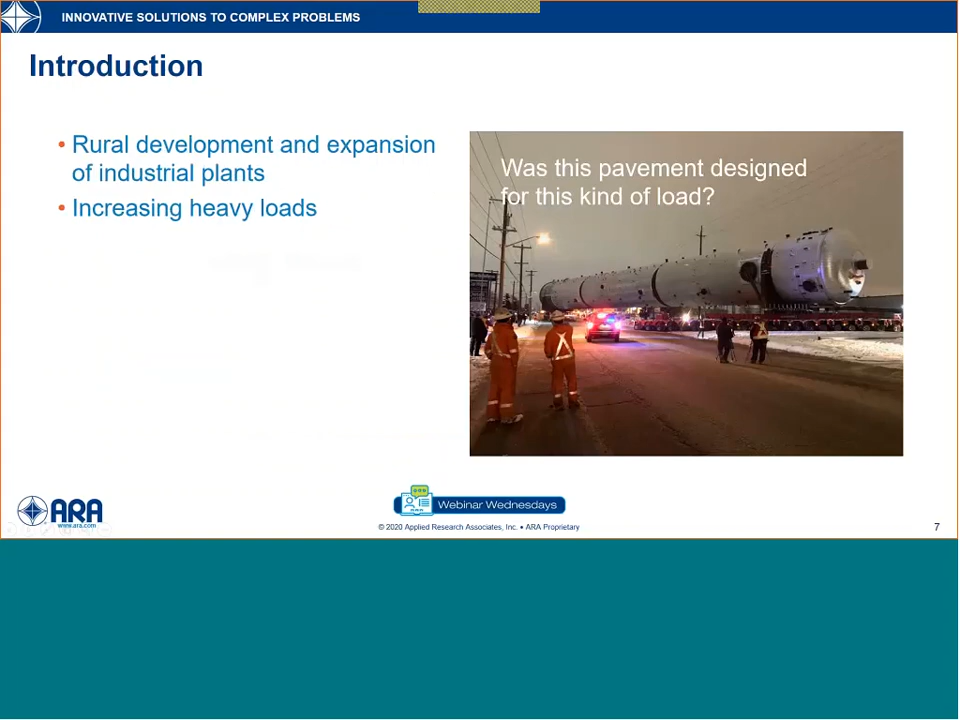 INNOVATIVE SOLUTIONS TO COMPLEX PROBLEMS
Introduction
• Rural development and expansion
of industrial plants
• Increasing heavy loads
Was this pavement designed
for this kind of load?
ARA
www.ara.com
Webinar Wednesdays
© 2020 Applied Research Associates, Inc. • ARA Proprietary
7